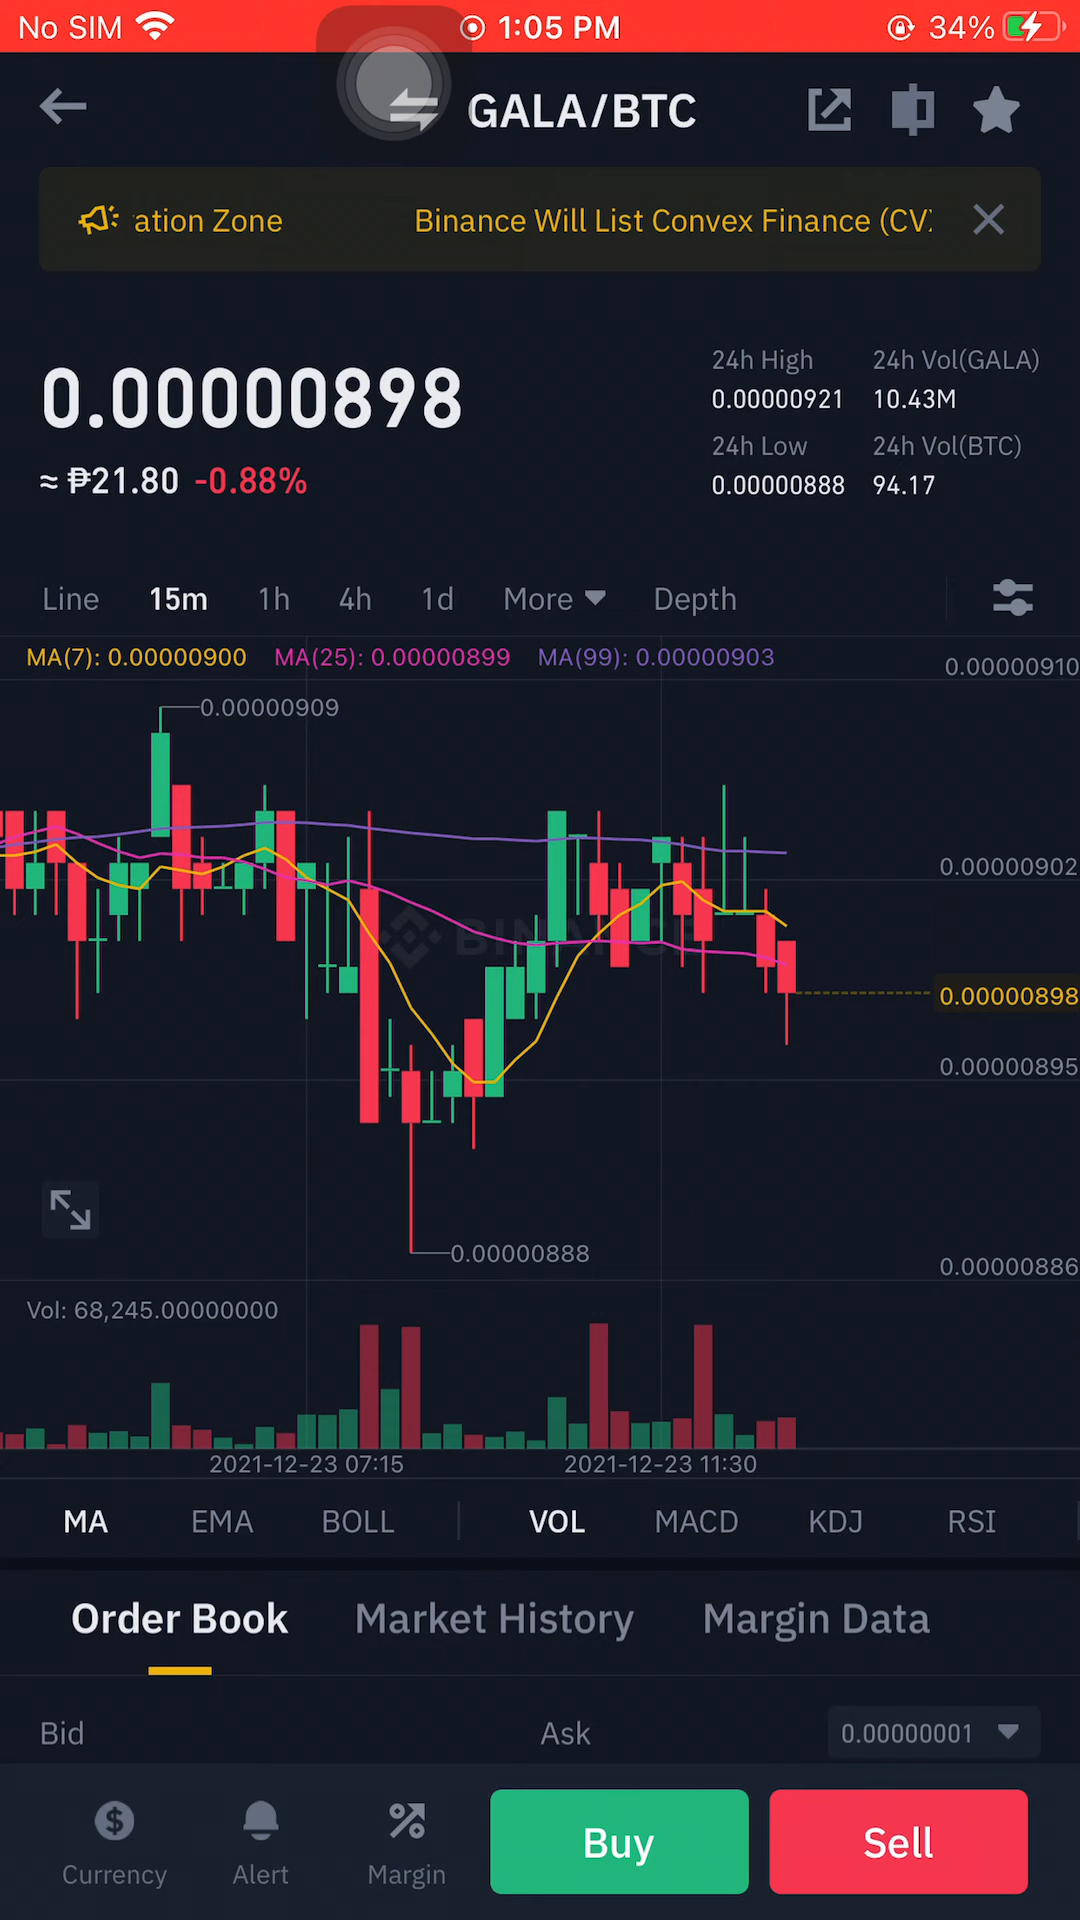 No SIM 1:05 PM 34%
GALA/BTC
ation Zone Binance Will List Convex Finance (CV
0.00000898
≈ ₱21.80 -0.88%
24h High 24h Vol(GALA)
0.00000921 10.43M
24h Low 24h Vol(BTC)
0.00000888 94.17
Line 15m 1h 4h 1d More Depth
MA(7): 0.00000900 MA(25): 0.00000899 MA(99): 0.00000903
0.00000910
0.00000909
0.00000902
BINANCE
0.00000898
0.00000895
0.00000888
0.00000886
Vol: 68,245.00000000
2021-12-23 07:15 2021-12-23 11:30
MA EMA BOLL VOL MACD KDJ RSI
Order Book Market History Margin Data
Bid Ask 0.00000001
Currency Alert Margin Buy Sell